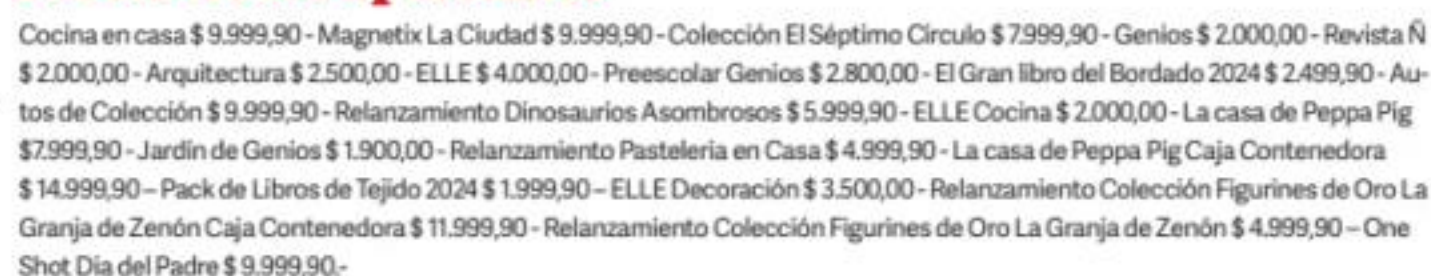 Cocina en casa $ 9.999,90 - Magnetix La Ciudad $ 9.999,90 - Colección El Séptimo Círculo $ 7.999,90 - Genios $ 2.000,00 - Revista Ñ
$ 2.000,00 - Arquitectura $ 2.500,00 - ELLE $ 4.000,00 - Preescolar Genios $ 2.800,00 - El Gran libro del Bordado 2024 $ 2.499,90 - Au-
tos de Colección $ 9.999,90 - Relanzamiento Dinosaurios Asombrosos $ 5.999,90 - ELLE Cocina $ 2.000,00 - La casa de Peppa Pig
$7.999,90 - Jardín de Genios $ 1.900,00 - Relanzamiento Pastelería en Casa $ 4.999,90 - La casa de Peppa Pig Caja Contenedora
$ 14.999,90 – Pack de Libros de Tejido 2024 $ 1.999,90 – ELLE Decoración $ 3.500,00 - Relanzamiento Colección Figurines de Oro La
Granja de Zenón Caja Contenedora $ 11.999,90 - Relanzamiento Colección Figurines de Oro La Granja de Zenón $ 4.999,90 – One
Shot Dia del Padre $ 9.999,90.-